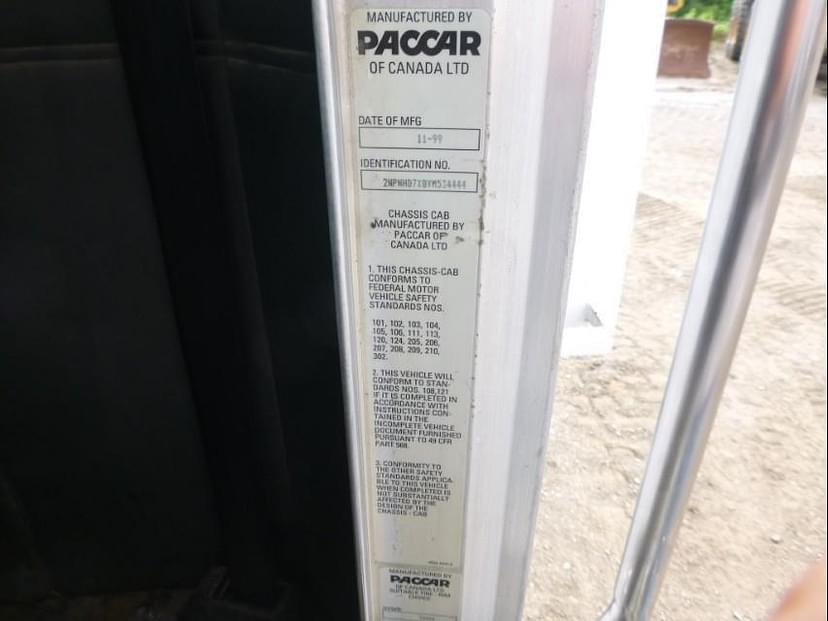 MANUFACTURED BY
PACCAR
OF CANADA LTD
DATE OF MFG
11-99
IDENTIFICATION NO.
CHASSIS CAB
MANUFACTURED BY
PACCAR OF
CANADA LTD
1. THIS CHASSIS-CAB
CONFORMS TO
FEDERAL MOTOR
VEHICLE SAFETY
STANDARDS NOS.
101, 102, 103, 104,
105, 106, 111, 113,
120, 124, 205, 206,
207, 208, 209, 210,
302.
2. THIS VEHICLE WILL
CONFORM TO STAN-
DARDS NOS. 108,121
IF IT IS COMPLETED IN
ACCORDANCE WITH
INSTRUCTIONS CON-
TAINED IN THE
INCOMPLETE VEHICLE
DOCUMENT FURNISHED
PURSUANT TO 49 CFR
PART 568.
3. CONFORMITY TO
THE OTHER SAFETY
STANDARDS APPLICA-
BLE TO THIS VEHICLE
WHEN COMPLETED IS
NOT SUBSTANTIALLY
AFFECTED BY THE
DESIGN OF THE
CHASSIS - CAB
MANUFACTURED BY
PACCAR
OF CANADA LTD
SUITABLE TIRE - RIM
CHOICE